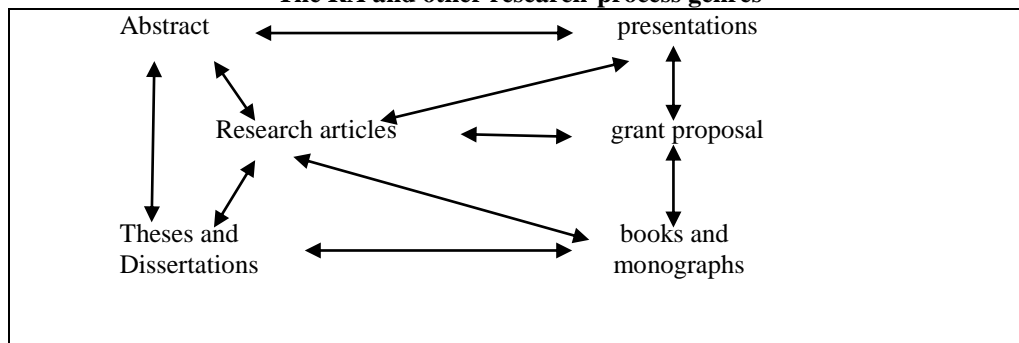 The RA and other research-process genres
Abstract
presentations
Research articles
grant proposal
Theses and
Dissertations
books and
monographs